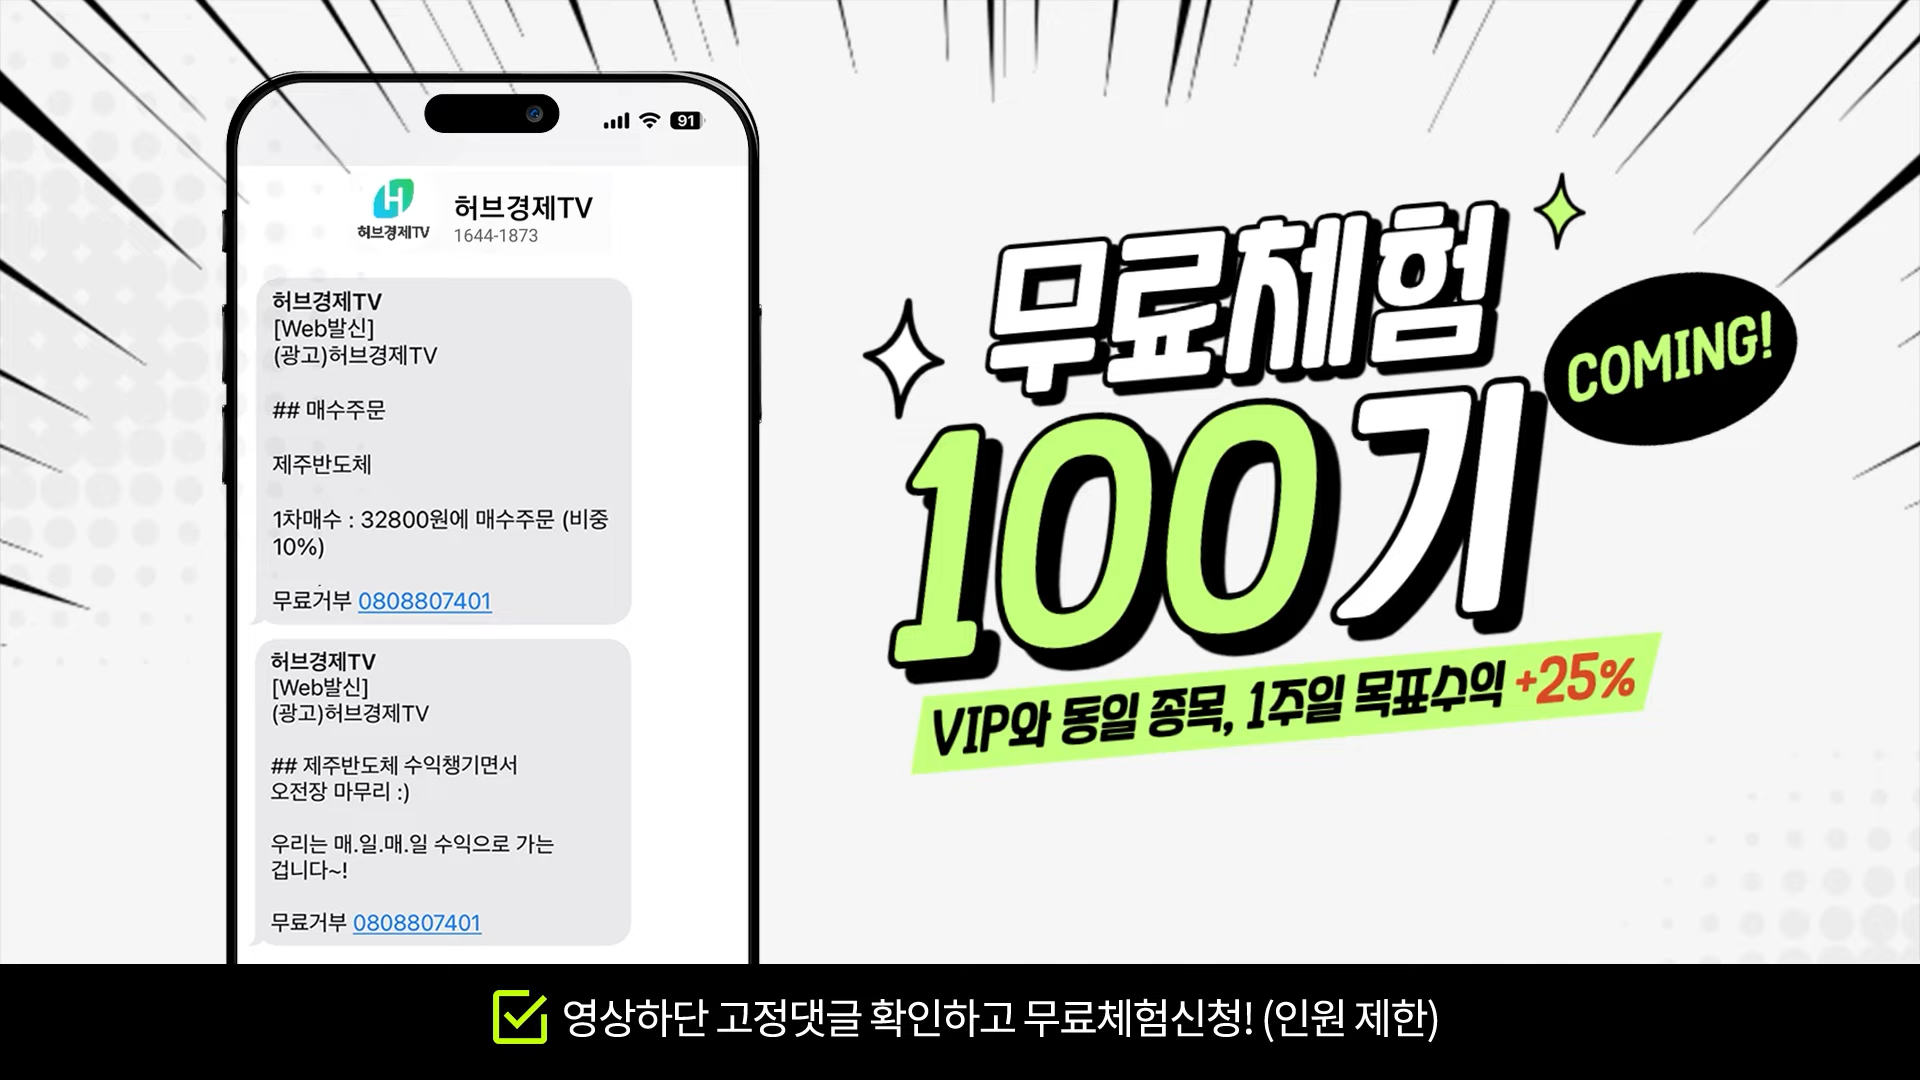 91
허브경제TV
허브경제TV
1644-1873
허브경제TV
[Web발신]
(광고)허브경제TV
## 매수주문
제주반도체
1차매수 : 32800원에 매수주문 (비중
10%)
무료거부 0808807401
허브경제TV
[Web발신]
(광고)허브경제TV
## 제주반도체 수익챙기면서
오전장 마무리 :)
우리는 매.일.매.일 수익으로 가는
겁니다~!
무료거부 0808807401
무료체험
100기
COMING!
VIP와 동일 종목, 1주일 목표수익 +25%
영상하단 고정댓글 확인하고 무료체험신청! (인원 제한)